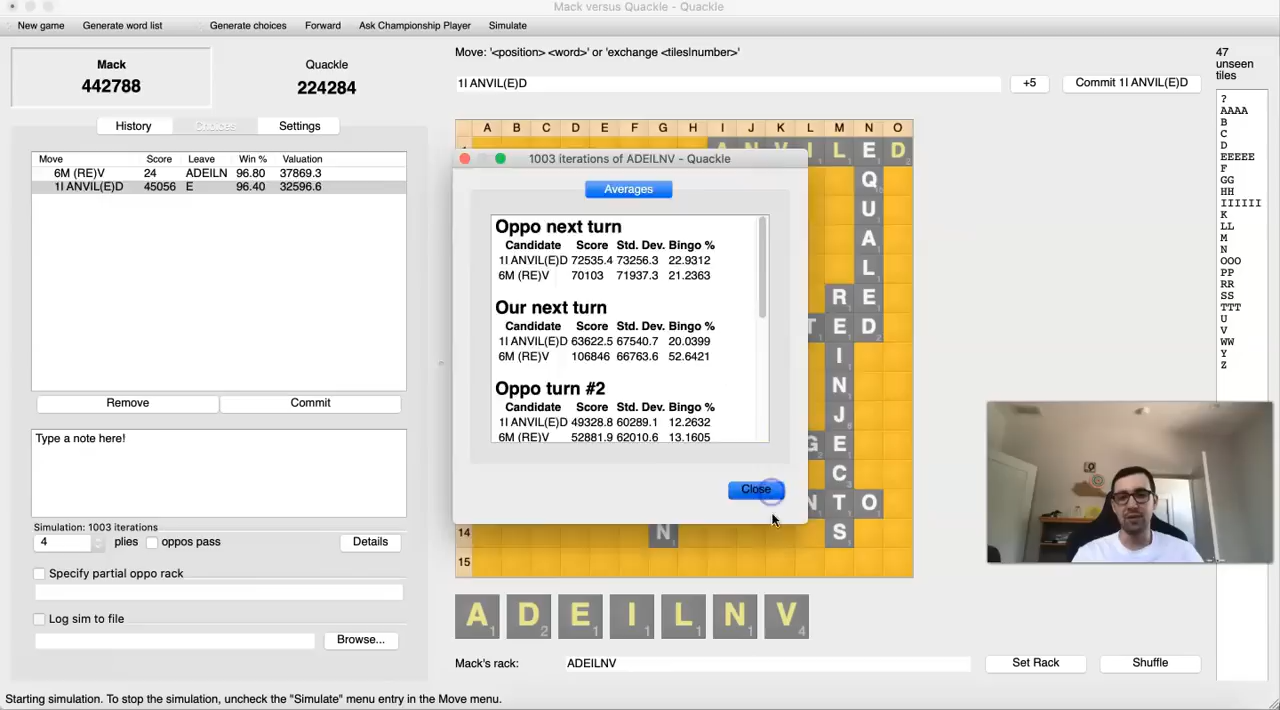 Mack versus Quackle - Quackle
New game Generate word list Generate choices Forward Ask Championship Player Simulate
Mack
442788
Quackle
224284
History Choices Settings
Move Score Leave Win % Valuation
6M (RE)V 24 ADEILN 96.80 37869.3
1I ANVIL(E)D 45056 E 96.40 32596.6
Remove Commit
Type a note here!
Simulation: 1003 iterations
4 plies oppos pass Details
Specify partial oppo rack
Log sim to file
Browse...
Starting simulation. To stop the simulation, uncheck the "Simulate" menu entry in the Move menu.
Move: '<position> <word>' or 'exchange <tiles|number>'
1I ANVIL(E)D +5 Commit 1I ANVIL(E)D
A B C D E F G H I J K L M N O
A N V I L E D
Q
U
A
L
R E
T E D
I
N
J
G E
C
N T O
14 N S
15
1003 iterations of ADEILNV - Quackle
Averages
Oppo next turn
Candidate Score Std. Dev. Bingo %
1I ANVIL(E)D 72535.4 73256.3 22.9312
6M (RE)V 70103 71937.3 21.2363
Our next turn
Candidate Score Std. Dev. Bingo %
1I ANVIL(E)D 63622.5 67540.7 20.0399
6M (RE)V 106846 66763.6 52.6421
Oppo turn #2
Candidate Score Std. Dev. Bingo %
1I ANVIL(E)D 49328.8 60289.1 12.2632
6M (RE)V 52881.9 62010.6 13.1605
Close
A1 D2 E1 I1 L1 N1 V4
Mack's rack: ADEILNV Set Rack Shuffle
47
unseen
tiles
?
AAAA
B
C
D
EEEEE
F
GG
HH
IIIIII
K
LL
M
N
OOO
PP
RR
SS
TTT
U
V
WW
Y
Z